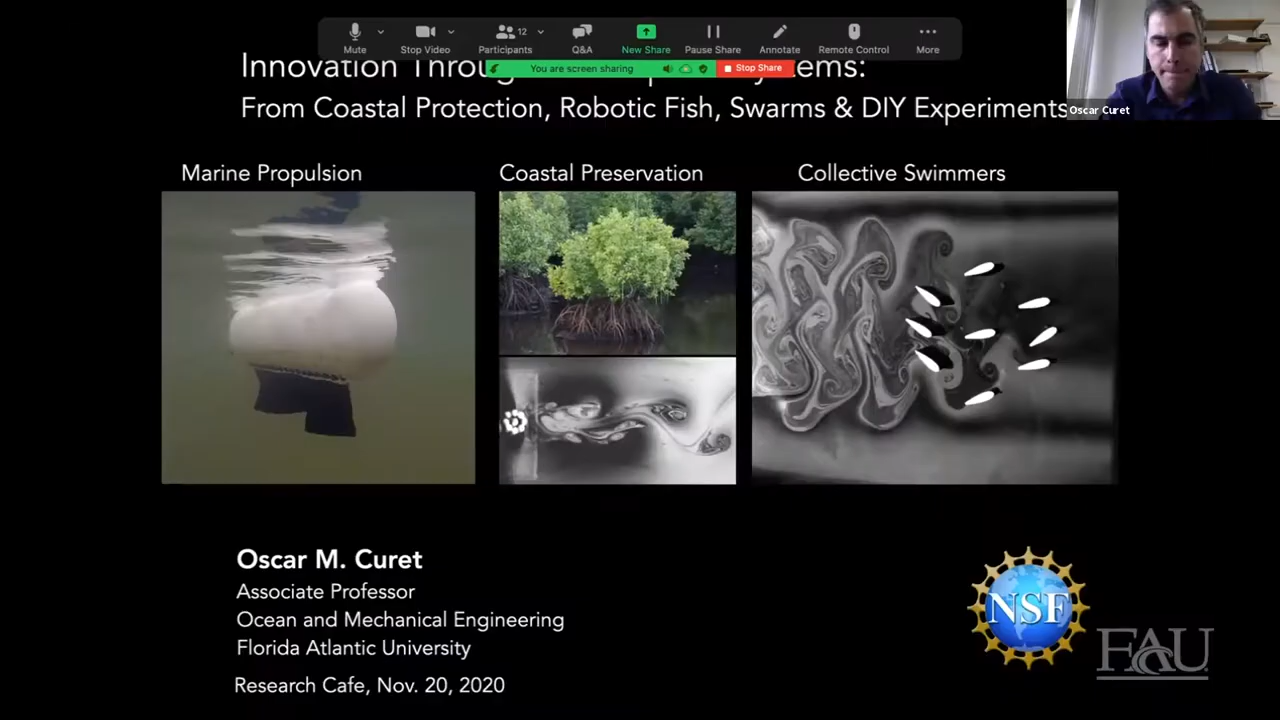 12
Mute
Stop Video
Participants
Q&A
New Share
Pause Share
Annotate
Remote Control
More
You are screen sharing
Stop Share
Innovation
From Coastal Protection, Robotic Fish, Swarms & DIY Experiments
Oscar Curet
Marine Propulsion
Coastal Preservation
Collective Swimmers
Oscar M. Curet
Associate Professor
Ocean and Mechanical Engineering
Florida Atlantic University
Research Cafe, Nov. 20, 2020
NSF
FAU